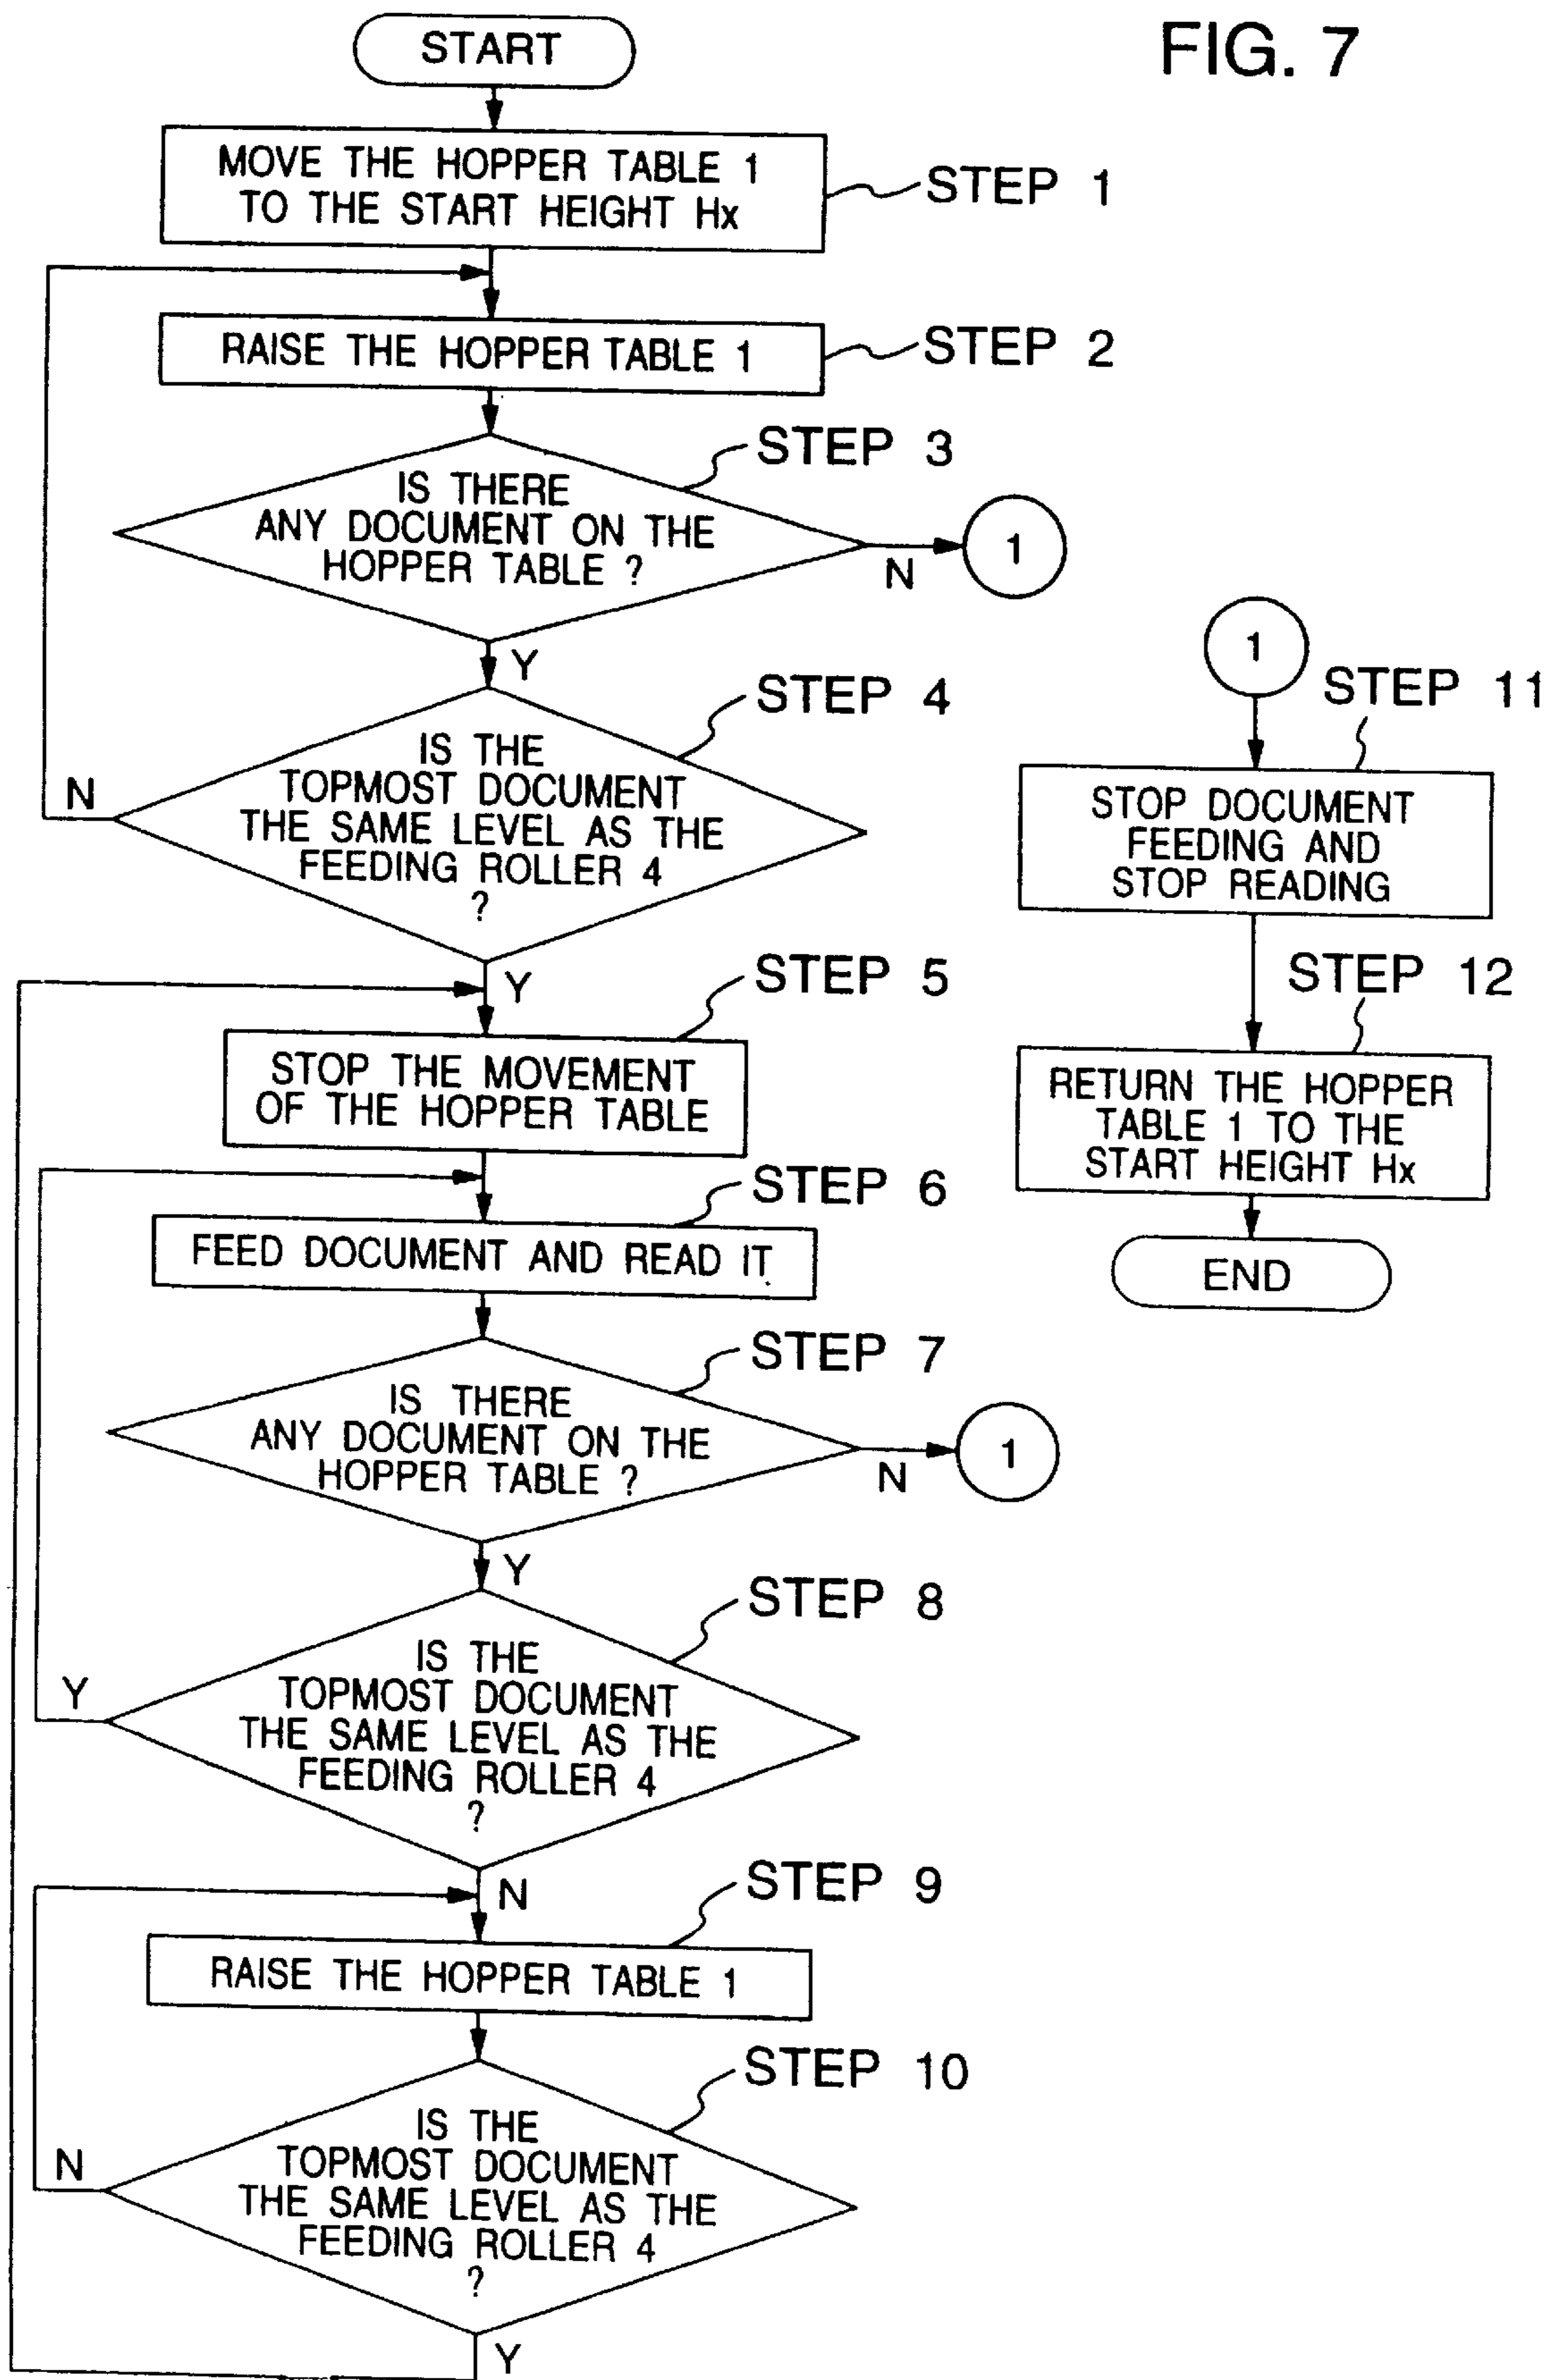 FIG. 7
START
MOVE THE HOPPER TABLE 1
TO THE START HEIGHT Hx
STEP 1
RAISE THE HOPPER TABLE 1
STEP 2
STEP 3
IS THERE
ANY DOCUMENT ON THE
HOPPER TABLE ?
N
1
Y
STEP 4
IS THE
TOPMOST DOCUMENT
THE SAME LEVEL AS THE
FEEDING ROLLER 4
?
N
Y
STEP 5
STOP THE MOVEMENT
OF THE HOPPER TABLE
STEP 6
FEED DOCUMENT AND READ IT
STEP 7
IS THERE
ANY DOCUMENT ON THE
HOPPER TABLE ?
N
1
Y
STEP 8
IS THE
TOPMOST DOCUMENT
THE SAME LEVEL AS THE
FEEDING ROLLER 4
?
Y
N
STEP 9
RAISE THE HOPPER TABLE 1
STEP 10
IS THE
TOPMOST DOCUMENT
THE SAME LEVEL AS THE
FEEDING ROLLER 4
?
N
Y
1
STEP 11
STOP DOCUMENT
FEEDING AND
STOP READING
STEP 12
RETURN THE HOPPER
TABLE 1 TO THE
START HEIGHT Hx
END